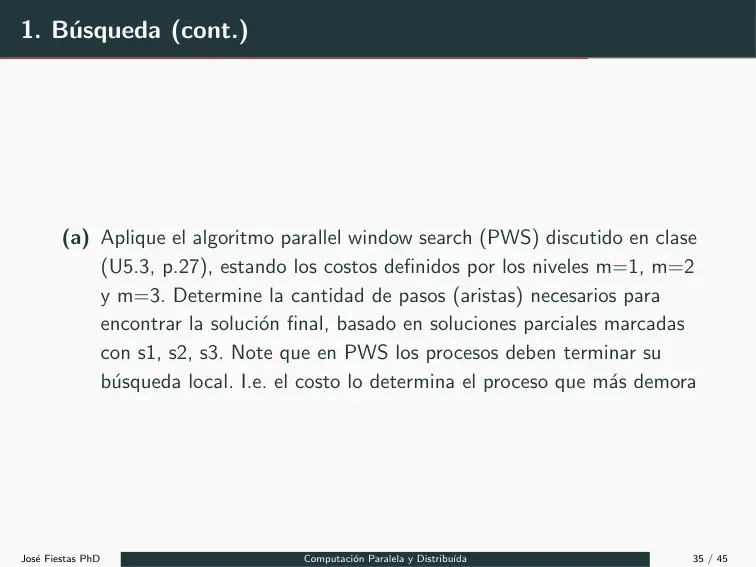 1. Búsqueda (cont.)
(a) Aplique el algoritmo parallel window search (PWS) discutido en clase
(U5.3, p.27), estando los costos definidos por los niveles m=1, m=2
y m=3. Determine la cantidad de pasos (aristas) necesarios para
encontrar la solución final, basado en soluciones parciales marcadas
con s1, s2, s3. Note que en PWS los procesos deben terminar su
búsqueda local. I.e. el costo lo determina el proceso que más demora
José Fiestas PhD
Computación Paralela y Distribuída
35 / 45